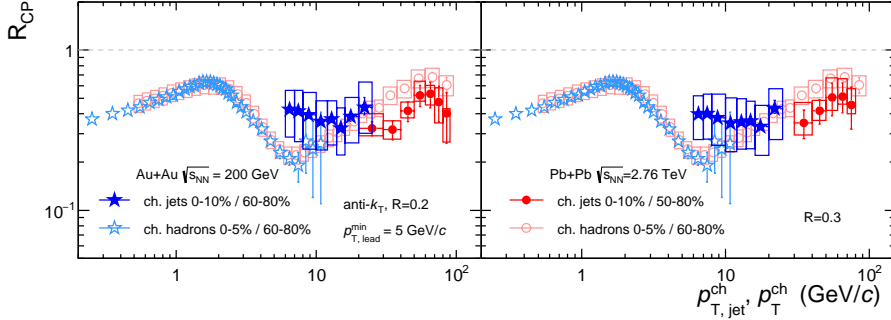 R_CP
1
10^−1
Au+Au √s_NN = 200 GeV
ch. jets 0-10% / 60-80%
ch. hadrons 0-5% / 60-80%
anti-k_T, R=0.2
p_T,lead^min = 5 GeV/c
1 10 10^2
Pb+Pb √s_NN=2.76 TeV
ch. jets 0-10% / 50-80%
ch. hadrons 0-5% / 60-80%
R=0.3
1 10 10^2
p_T, jet^ch, p_T^ch (GeV/c)